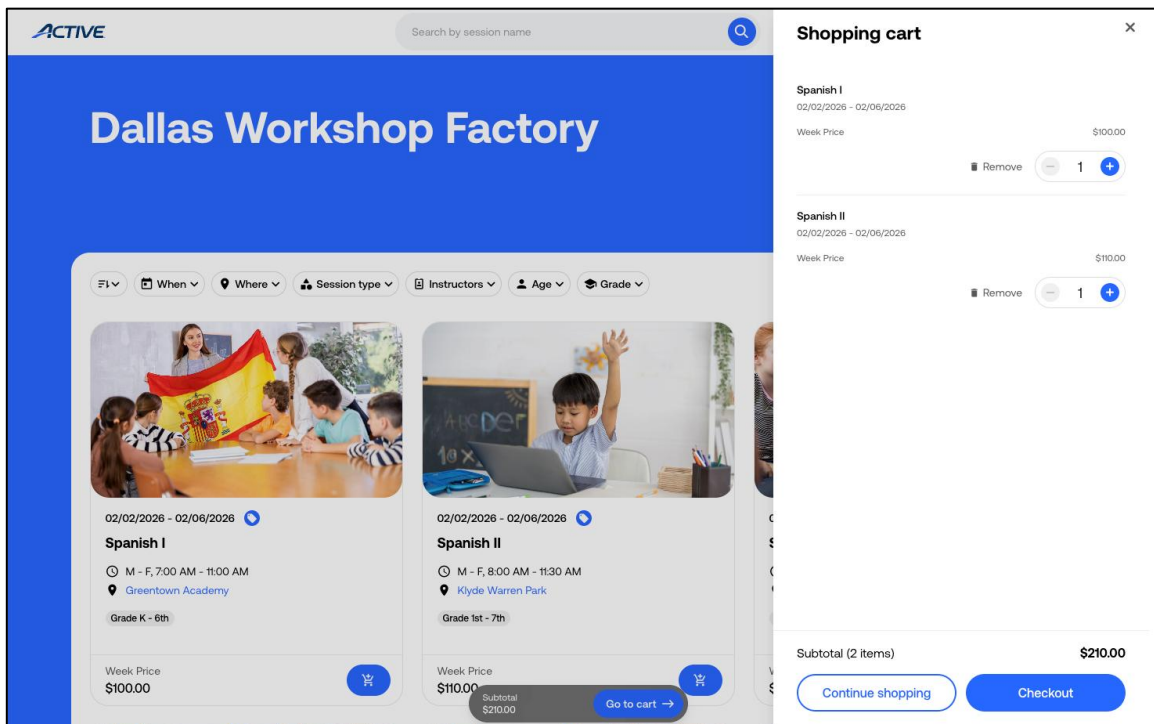 ACTIVE
Search by session name
Dallas Workshop Factory
When
Where
Session type
Instructors
Age
Grade
02/02/2026 - 02/06/2026
Spanish I
M - F, 7:00 AM - 11:00 AM
Greentown Academy
Grade K - 6th
Week Price
$100.00
02/02/2026 - 02/06/2026
Spanish II
M - F, 8:00 AM - 11:30 AM
Klyde Warren Park
Grade 1st - 7th
Week Price
$110.00
Subtotal
$210.00
Go to cart →
Shopping cart
Spanish I
02/02/2026 - 02/06/2026
Week Price $100.00
Remove − 1 +
Spanish II
02/02/2026 - 02/06/2026
Week Price $110.00
Remove − 1 +
Subtotal (2 items) $210.00
Continue shopping Checkout